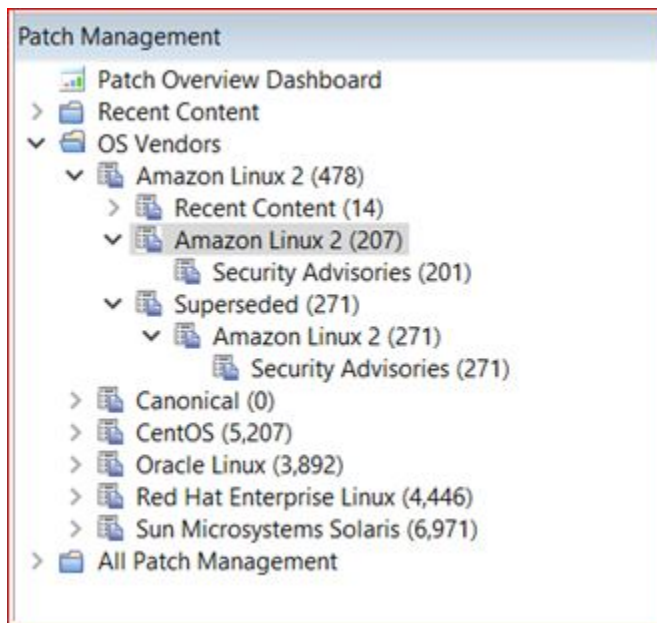 Patch Management
Patch Overview Dashboard
Recent Content
OS Vendors
Amazon Linux 2 (478)
Recent Content (14)
Amazon Linux 2 (207)
Security Advisories (201)
Superseded (271)
Amazon Linux 2 (271)
Security Advisories (271)
Canonical (0)
CentOS (5,207)
Oracle Linux (3,892)
Red Hat Enterprise Linux (4,446)
Sun Microsystems Solaris (6,971)
All Patch Management